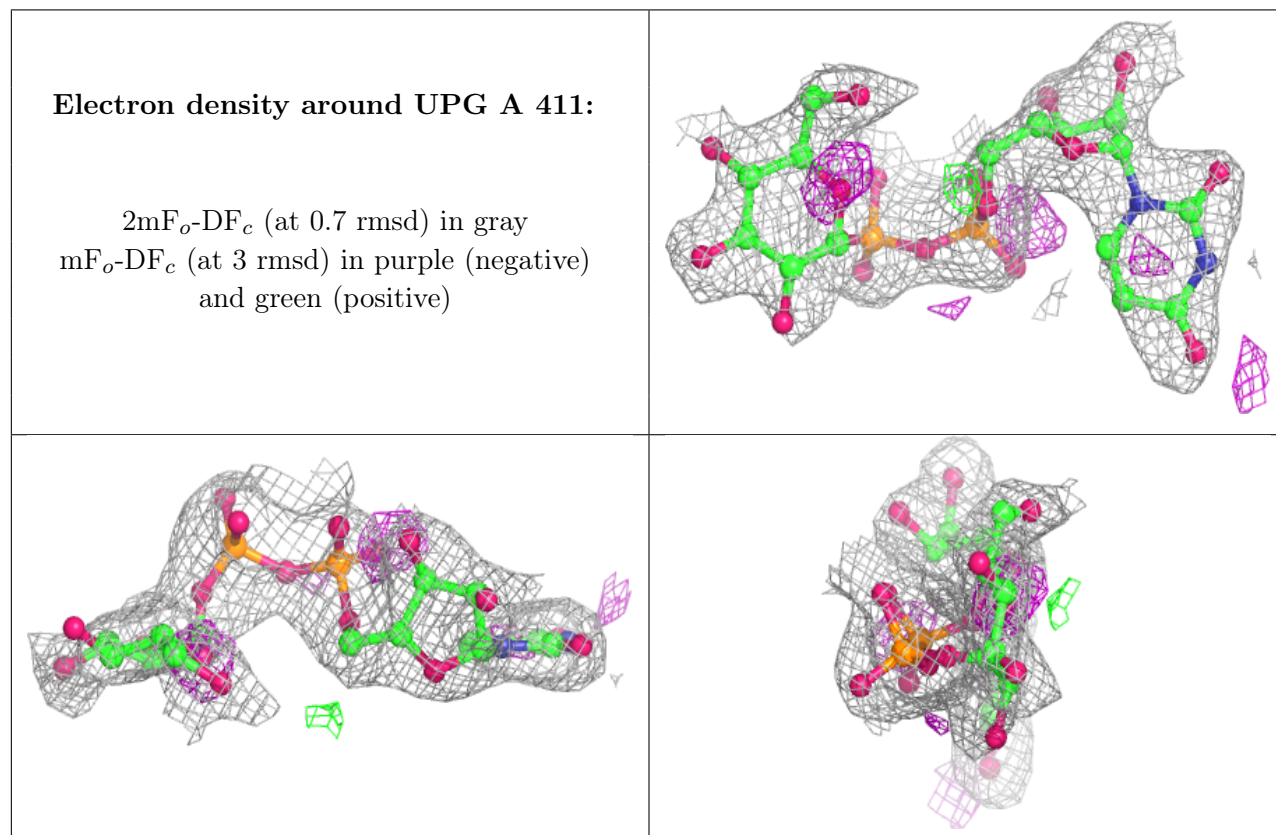 Electron density around UPG A 411:
2mFo-DFc (at 0.7 rmsd) in gray
mFo-DFc (at 3 rmsd) in purple (negative)
and green (positive)